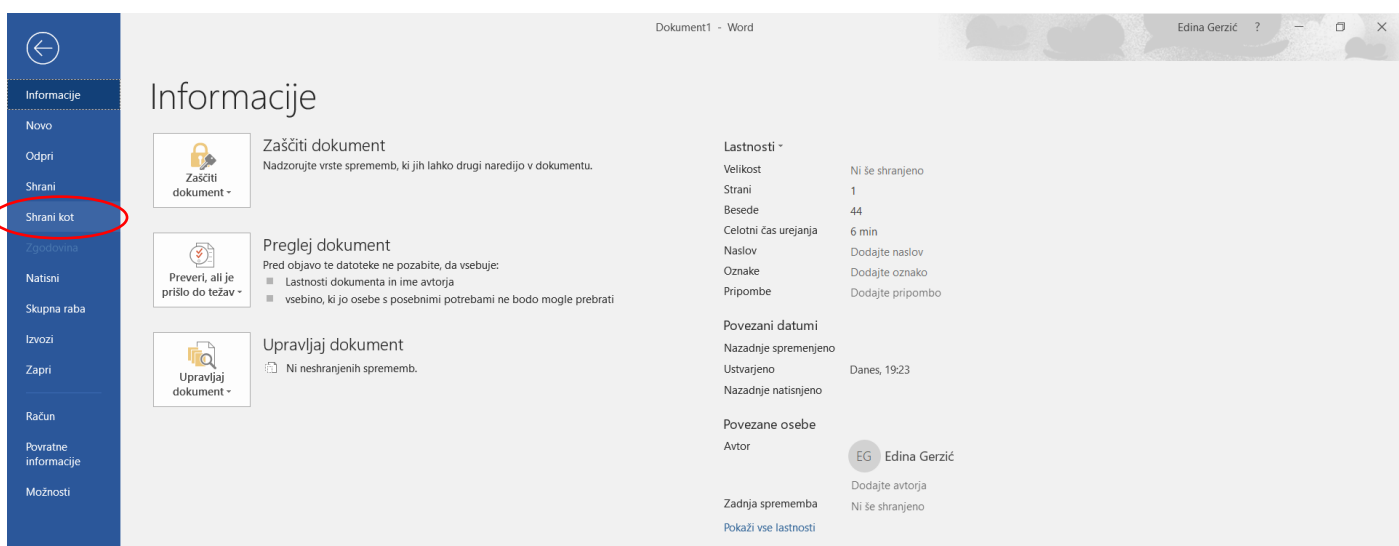 Dokument1 - Word
Edina Gerzić ?
Informacije
Novo
Odpri
Shrani
Shrani kot
Zgodovina
Natisni
Skupna raba
Izvozi
Zapri
Račun
Povratne
informacije
Možnosti
Informacije
Zaščiti
dokument
Zaščiti dokument
Nadzorujte vrste sprememb, ki jih lahko drugi naredijo v dokumentu.
Preveri, ali je
prišlo do težav
Preglej dokument
Pred objavo te datoteke ne pozabite, da vsebuje:
Lastnosti dokumenta in ime avtorja
vsebino, ki jo osebe s posebnimi potrebami ne bodo mogle prebrati
Upravljaj
dokument
Upravljaj dokument
Ni neshranjenih sprememb.
Lastnosti
Velikost Ni še shranjeno
Strani 1
Besede 44
Celotni čas urejanja 6 min
Naslov Dodajte naslov
Oznake Dodajte oznako
Pripombe Dodajte pripombo
Povezani datumi
Nazadnje spremenjeno
Ustvarjeno Danes, 19:23
Nazadnje natisnjeno
Povezane osebe
Avtor
EG Edina Gerzić
Dodajte avtorja
Zadnja sprememba Ni še shranjeno
Pokaži vse lastnosti